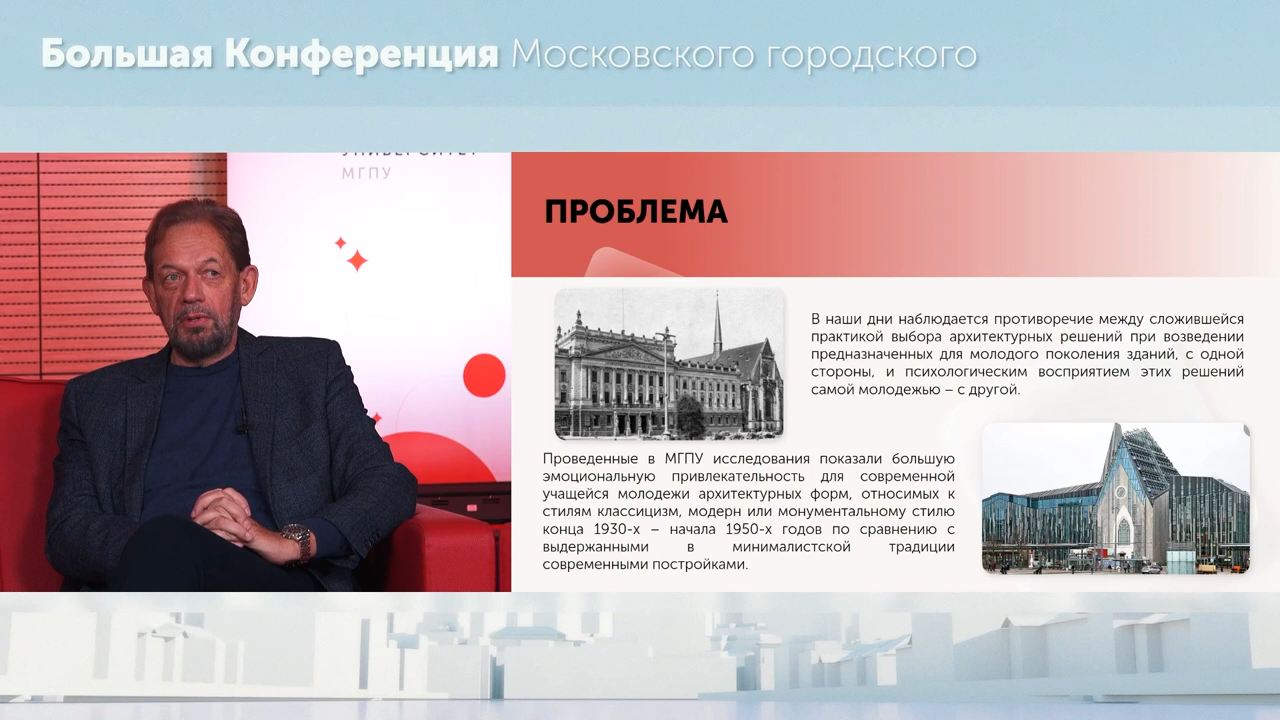 Большая Конференция Московского городского
УНИВЕРСИТЕТ
МГПУ
ПРОБЛЕМА
В наши дни наблюдается противоречие между сложившейся
практикой выбора архитектурных решений при возведении
предназначенных для молодого поколения зданий, с одной
стороны, и психологическим восприятием этих решений
самой молодежью – с другой.
Проведенные в МГПУ исследования показали большую
эмоциональную привлекательность для современной
учащейся молодежи архитектурных форм, относимых к
стилям классицизм, модерн или монументальному стилю
конца 1930-х – начала 1950-х годов по сравнению с
выдержанными в минималистской традиции
современными постройками.